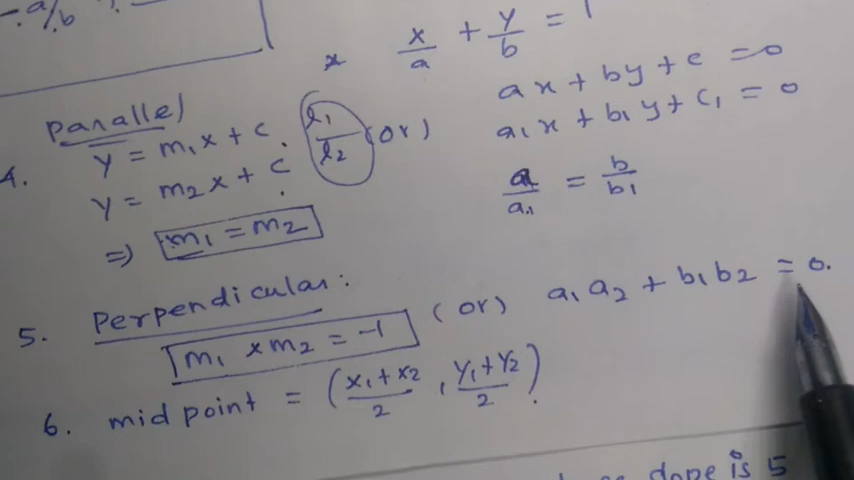 - a/b
* x/a + y/b = 1
4. Parallel
y = m₁x + c. l₁/l₂ (or) ax + by + c = 0
y = m₂x + c. a₁x + b₁y + c₁ = 0
=> m₁ = m₂ a/a₁ = b/b₁
5. Perpendicular:
m₁ × m₂ = -1 (or) a₁a₂ + b₁b₂ = 0.
6. mid point = (x₁+x₂/2, y₁+y₂/2).
slope is 5